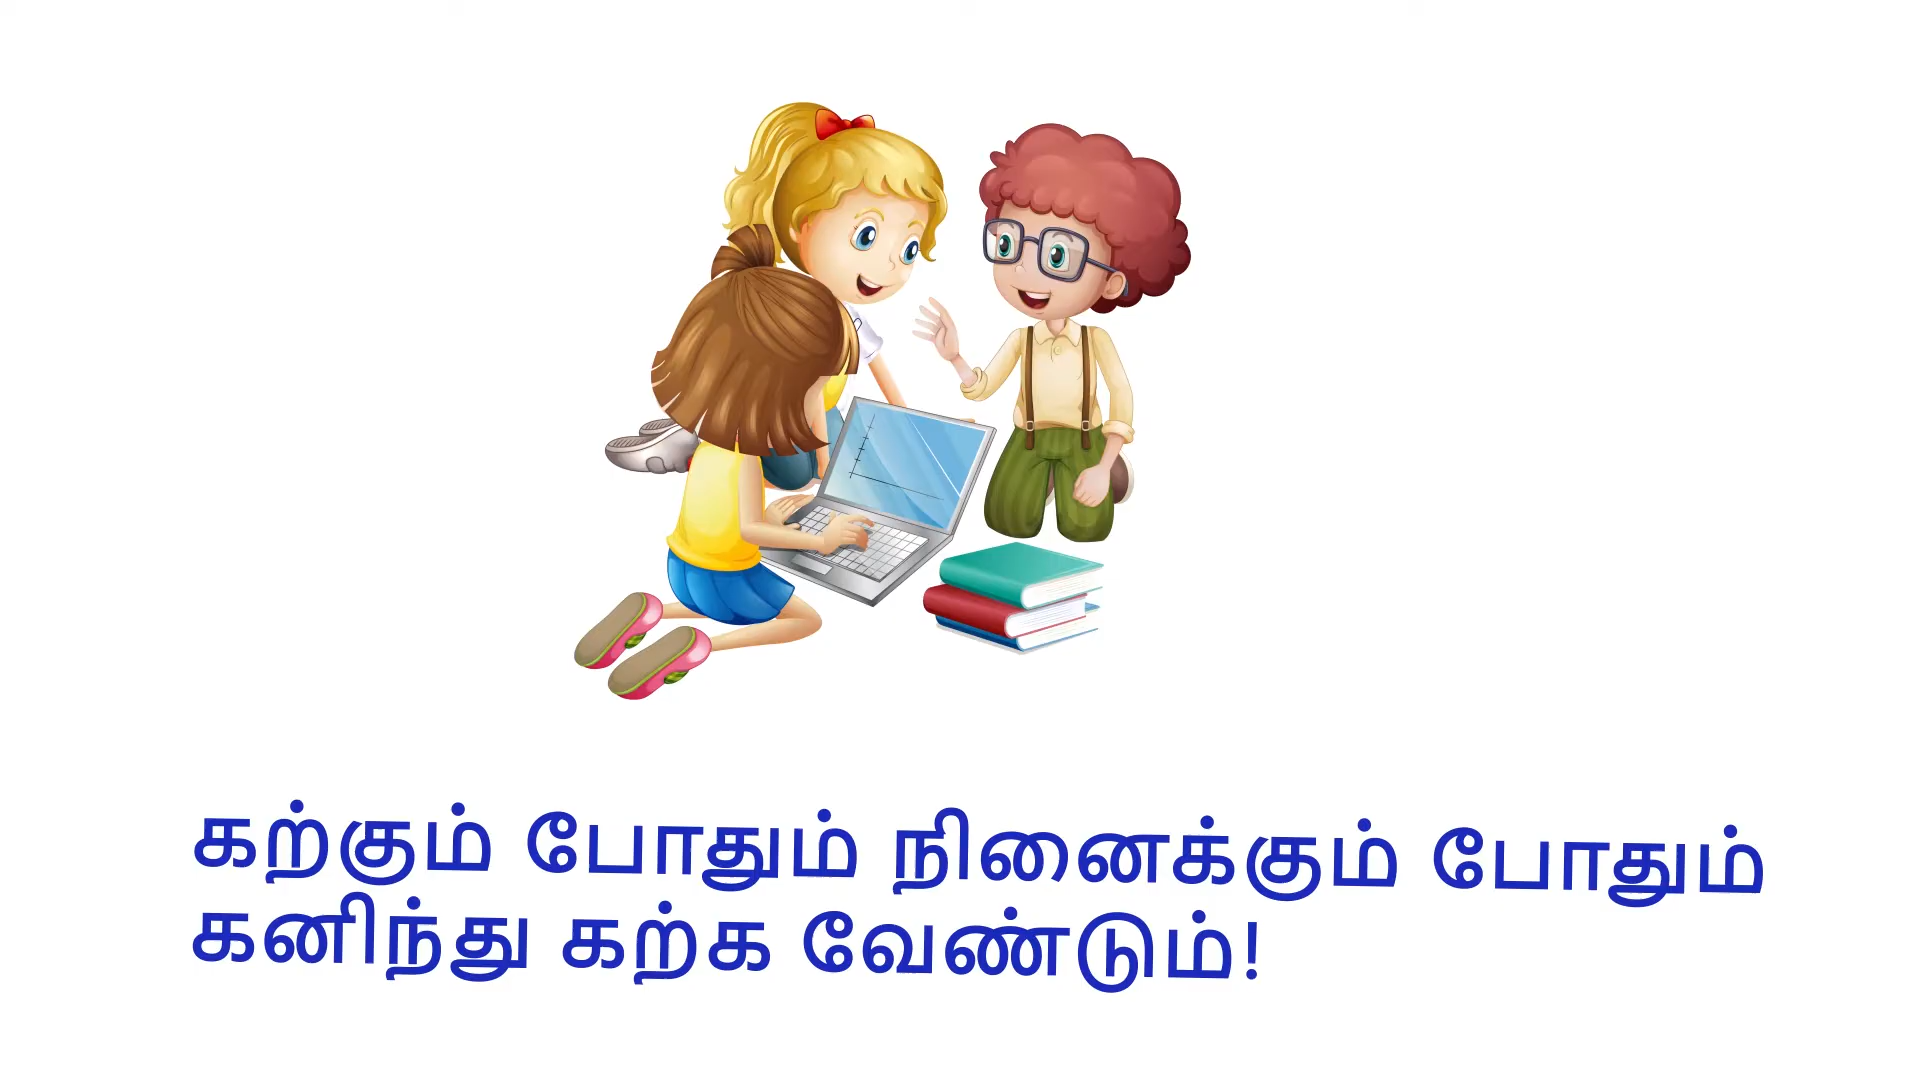 கற்கும் போதும் நினைக்கும் போதும்
கனிந்து கற்க வேண்டும்!